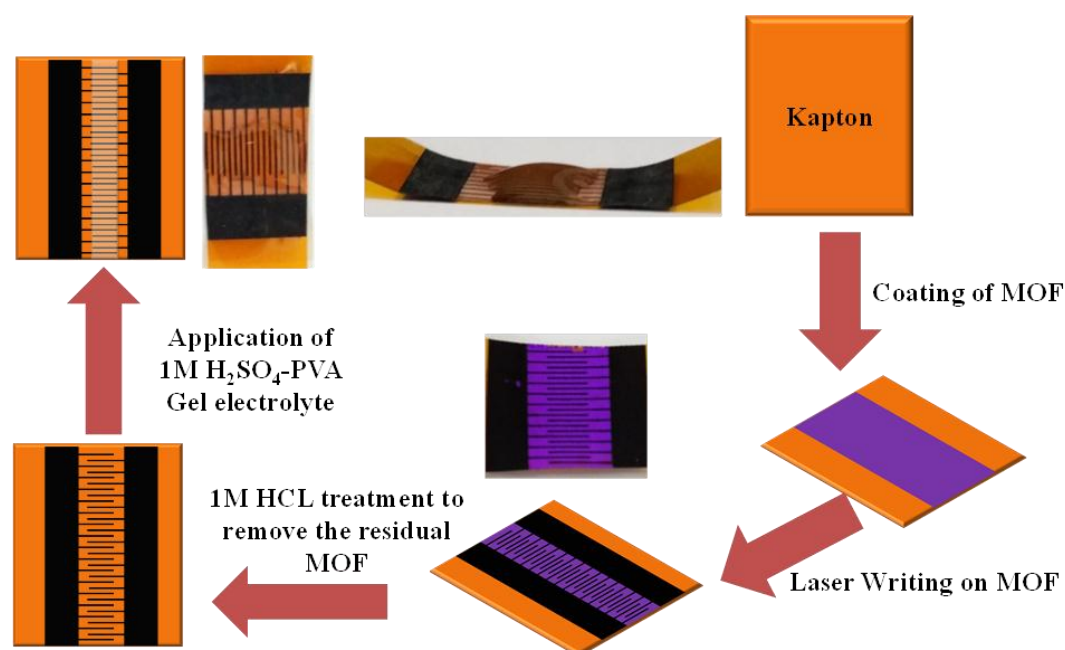 Kapton
Coating of MOF
Laser Writing on MOF
1M HCL treatment to
remove the residual
MOF
Application of
1M H₂SO₄-PVA
Gel electrolyte